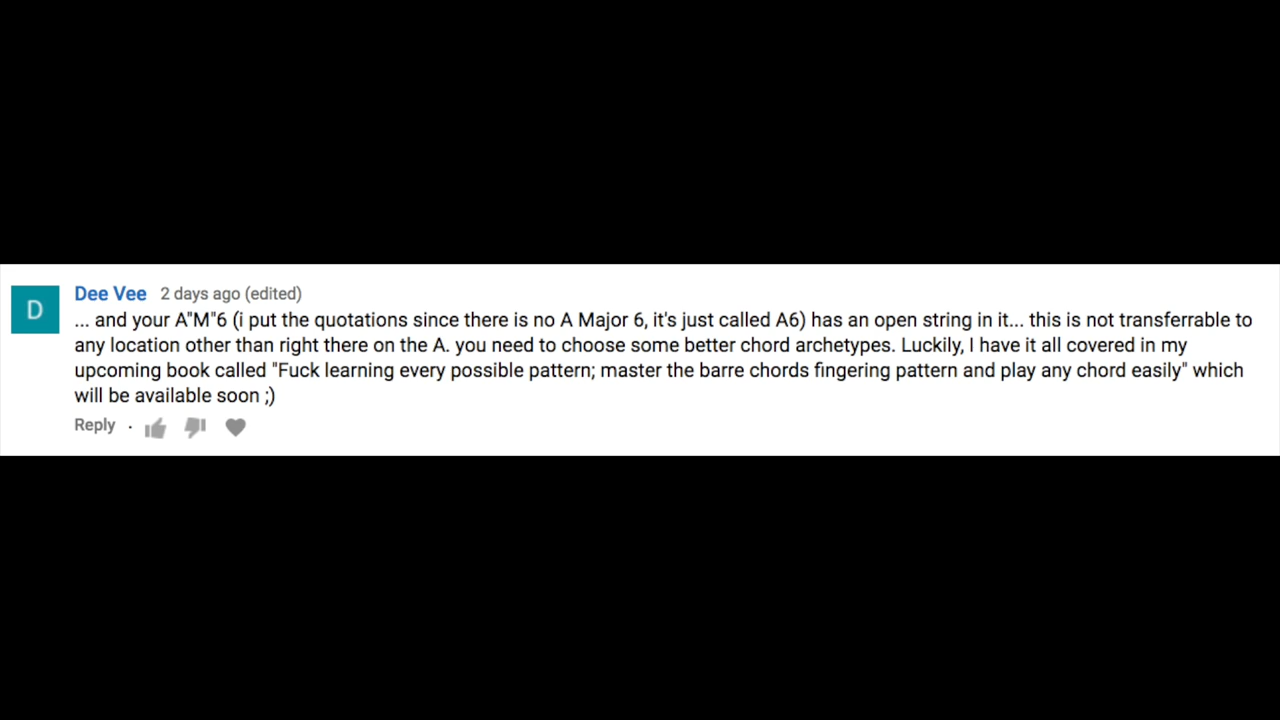 D
Dee Vee 2 days ago (edited)
... and your A"M"6 (i put the quotations since there is no A Major 6, it's just called A6) has an open string in it... this is not transferrable to
any location other than right there on the A. you need to choose some better chord archetypes. Luckily, I have it all covered in my
upcoming book called "Fuck learning every possible pattern; master the barre chords fingering pattern and play any chord easily" which
will be available soon ;)
Reply ·